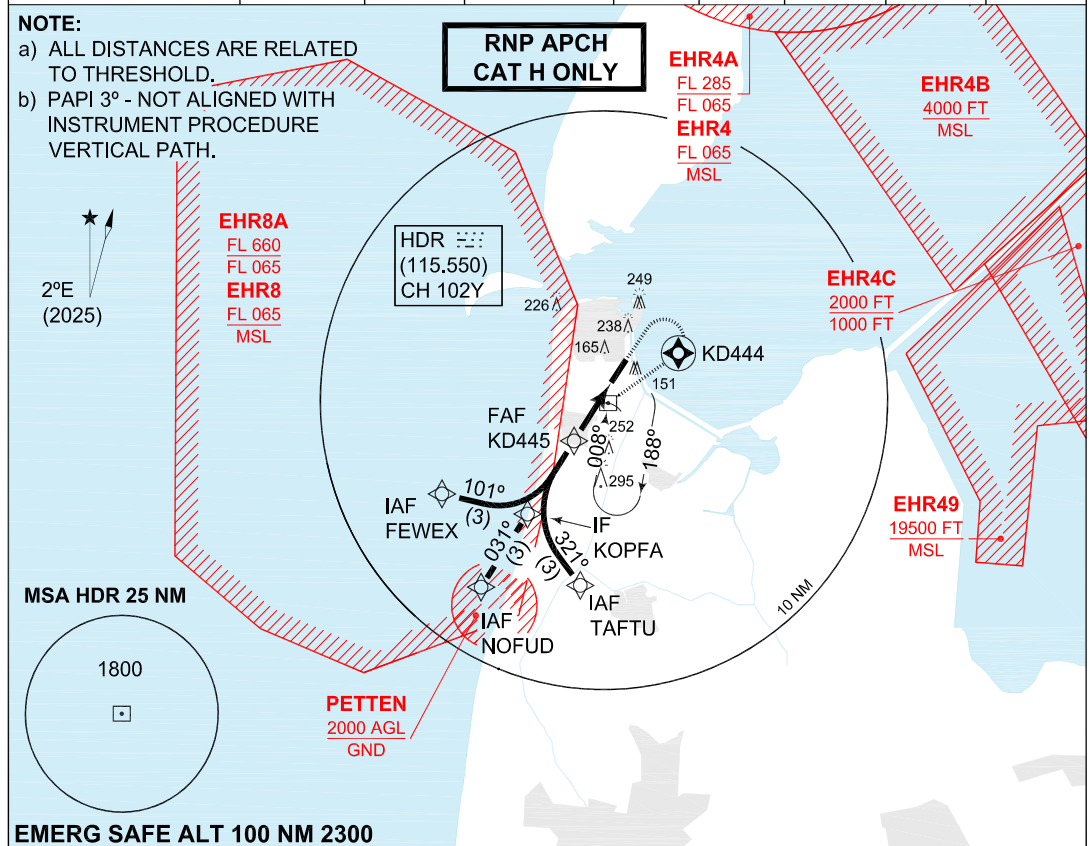 NOTE:
a) ALL DISTANCES ARE RELATED
TO THRESHOLD.
b) PAPI 3º - NOT ALIGNED WITH
INSTRUMENT PROCEDURE
VERTICAL PATH.
RNP APCH
CAT H ONLY
EHR4A
FL 285
FL 065
EHR4
FL 065
MSL
EHR4B
4000 FT
MSL
2ºE
(2025)
EHR8A
FL 660
FL 065
EHR8
FL 065
MSL
HDR
(115.550)
CH 102Y
EHR4C
2000 FT
1000 FT
249
226
238
165
KD444
151
FAF
KD445
252
008º
188º
295
101º
(3)
IAF
FEWEX
031º
(3)
321º
(3)
IF
KOPFA
EHR49
19500 FT
MSL
IAF
NOFUD
IAF
TAFTU
10 NM
MSA HDR 25 NM
1800
PETTEN
2000 AGL
GND
EMERG SAFE ALT 100 NM 2300